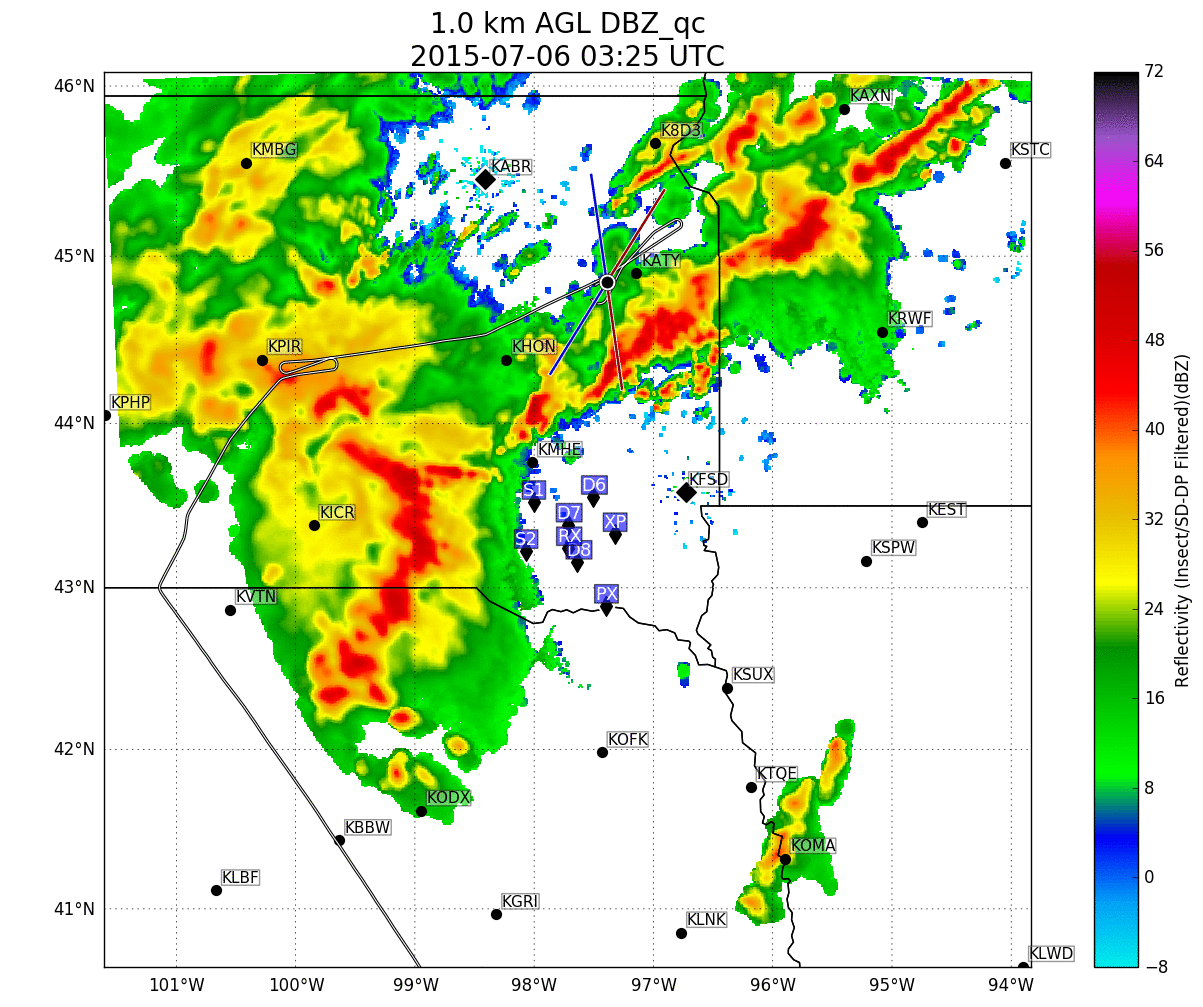 1.0 km AGL DBZ_qc
2015-07-06 03:25 UTC
46°N
45°N
44°N
43°N
42°N
41°N
101°W
100°W
99°W
98°W
97°W
96°W
95°W
94°W
KAXN
K8D3
KMBG
KSTC
KABR
KATY
KRWF
KPIR
KHON
KPHP
KMHE
KFSD
D6
S1
KICR
D7
XP
KEST
RX
S2
D8
KSPW
KVTN
PX
KSUX
KOFK
KTQE
KODX
KBBW
KOMA
KLBF
KGRI
KLNK
KLWD
72
64
56
48
40
32
24
16
8
0
−8
Reflectivity (Insect/SD-DP Filtered)(dBZ)